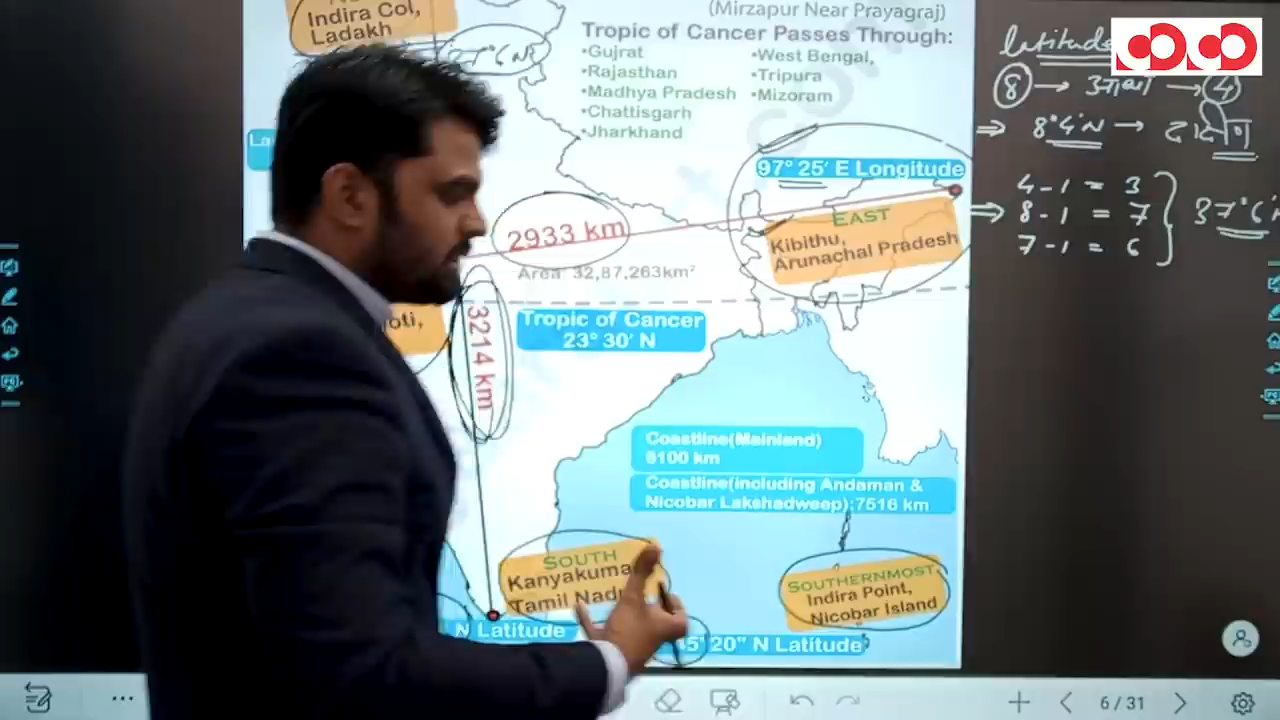 (Mirzapur Near Prayagraj)
Indira Col,
Ladakh
Tropic of Cancer Passes Through:
•Gujrat
•Rajasthan
•Madhya Pradesh
•Chattisgarh
•Jharkhand
•West Bengal,
•Tripura
•Mizoram
latitude
8 → → 4
⇒ 8°4'N →
4 - 1 = 3
⇒ 8 - 1 = 7
7 - 1 = 6
37°6'
97° 25' E Longitude
EAST
Kibithu,
Arunachal Pradesh
2933 km
Area 32,87,263km²
3214 km
Tropic of Cancer
23° 30' N
Coastline(Mainland)
6100 km
Coastline(including Andaman &
Nicobar Lakshadweep):7516 km
SOUTH
Tamil
SOUTHERNMOST
Indira Point,
Nicobar Island
N Latitude
5' 20" N Latitude
6 / 31